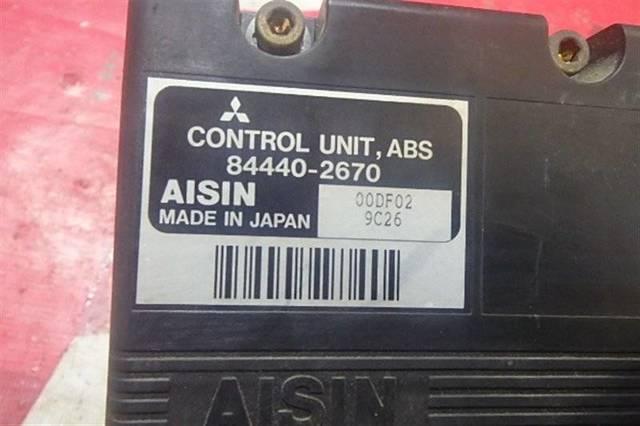 CONTROL UNIT, ABS
84440-2670
AISIN
00DF02
MADE IN JAPAN
9C26
AISIN